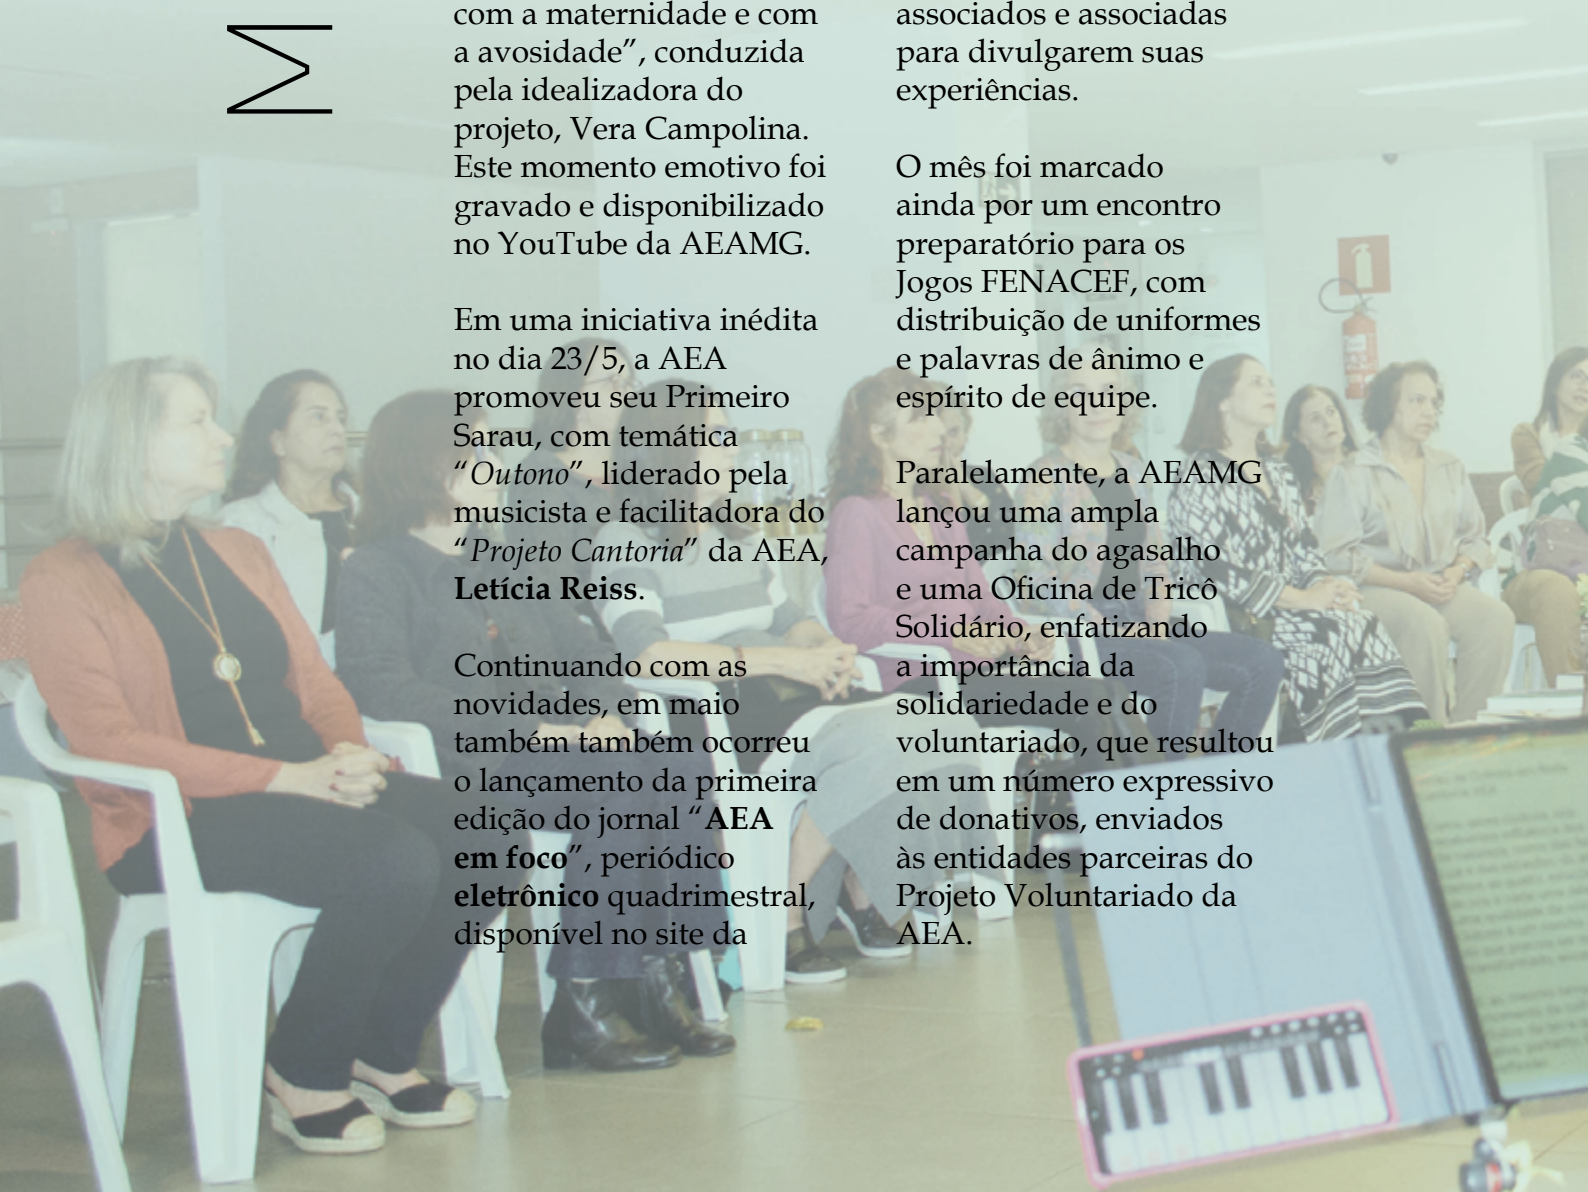 M
com a maternidade e com
a avosidade”, conduzida
pela idealizadora do
projeto, Vera Campolina.
Este momento emotivo foi
gravado e disponibilizado
no YouTube da AEAMG.
Em uma iniciativa inédita
no dia 23/5, a AEA
promoveu seu Primeiro
Sarau, com temática
“Outono”, liderado pela
musicista e facilitadora do
“Projeto Cantoria” da AEA,
Letícia Reiss.
Continuando com as
novidades, em maio
também também ocorreu
o lançamento da primeira
edição do jornal “AEA
em foco”, periódico
eletrônico quadrimestral,
disponível no site da
associados e associadas
para divulgarem suas
experiências.
O mês foi marcado
ainda por um encontro
preparatório para os
Jogos FENACEF, com
distribuição de uniformes
e palavras de ânimo e
espírito de equipe.
Paralelamente, a AEAMG
lançou uma ampla
campanha do agasalho
e uma Oficina de Tricô
Solidário, enfatizando
a importância da
solidariedade e do
voluntariado, que resultou
em um número expressivo
de donativos, enviados
às entidades parceiras do
Projeto Voluntariado da
AEA.